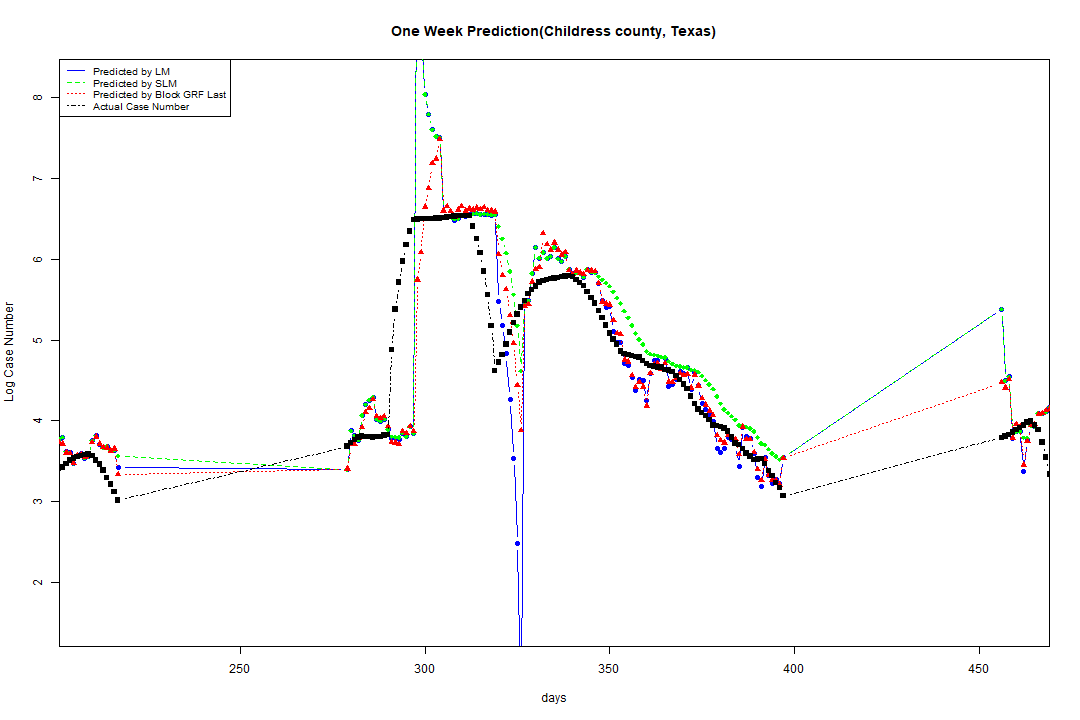 One Week Prediction(Childress county, Texas)
Predicted by LM
Predicted by SLM
Predicted by Block GRF Last
Actual Case Number
8
7
6
5
4
3
2
Log Case Number
250 300 350 400 450
days